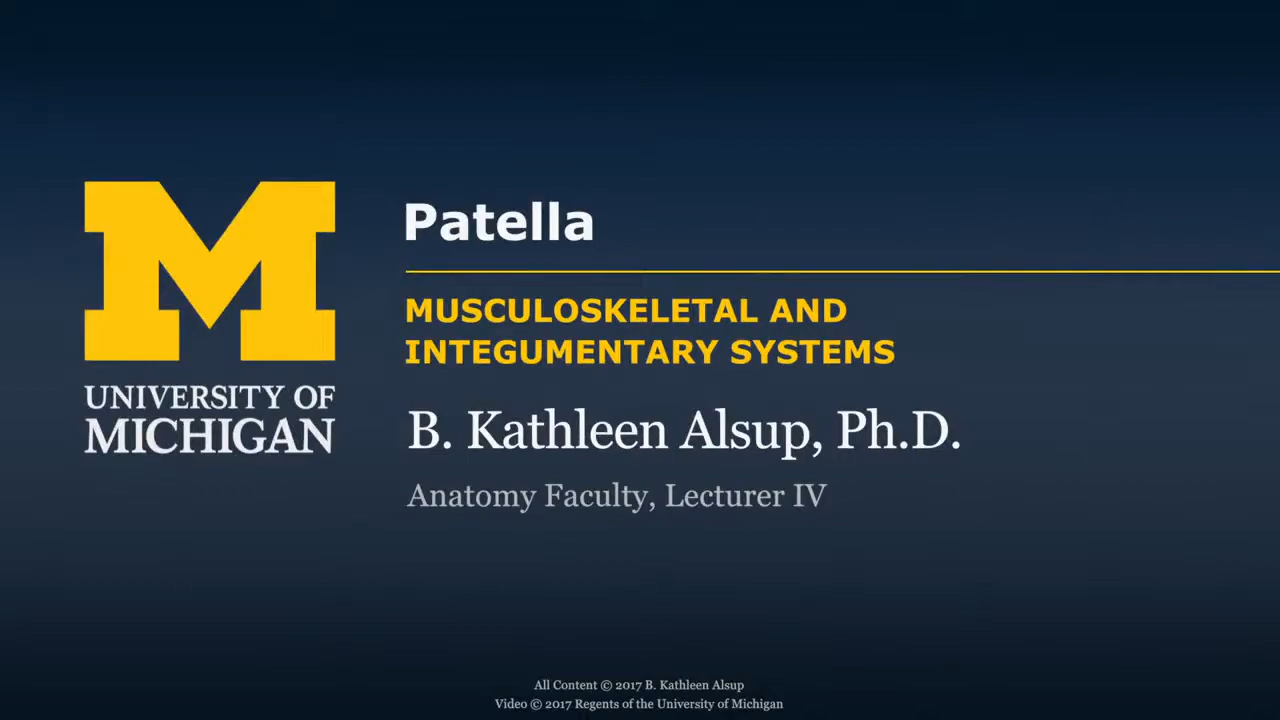 Patella
MUSCULOSKELETAL AND
INTEGUMENTARY SYSTEMS
B. Kathleen Alsup, Ph.D.
Anatomy Faculty, Lecturer IV
M
UNIVERSITY OF
MICHIGAN
All Content © 2017 B. Kathleen Alsup
Video © 2017 Regents of the University of Michigan